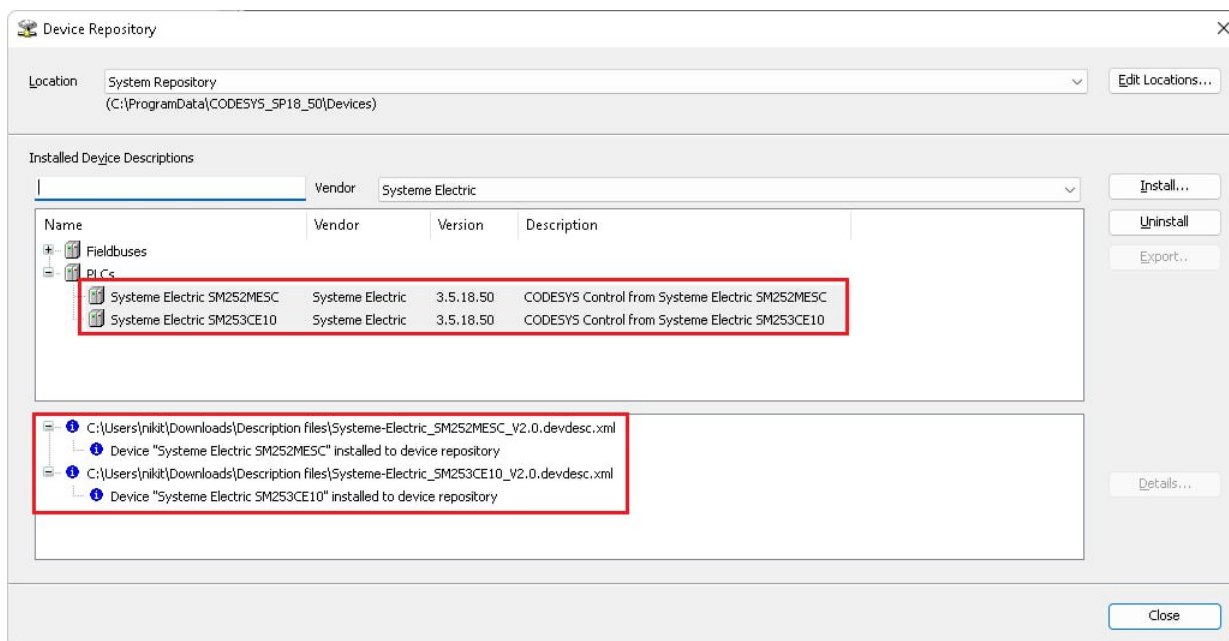 Device Repository
Location System Repository Edit Locations...
(C:\ProgramData\CODESYS_SP18_50\Devices)
Installed Device Descriptions
Vendor Systeme Electric Install...
Name Vendor Version Description Uninstall
Fieldbuses Export..
PLCs
Systeme Electric SM252MESC Systeme Electric 3.5.18.50 CODESYS Control from Systeme Electric SM252MESC
Systeme Electric SM253CE10 Systeme Electric 3.5.18.50 CODESYS Control from Systeme Electric SM253CE10
C:\Users\nikit\Downloads\Description files\Systeme-Electric_SM252MESC_V2.0.devdesc.xml
Device "Systeme Electric SM252MESC" installed to device repository
C:\Users\nikit\Downloads\Description files\Systeme-Electric_SM253CE10_V2.0.devdesc.xml
Device "Systeme Electric SM253CE10" installed to device repository
Details...
Close